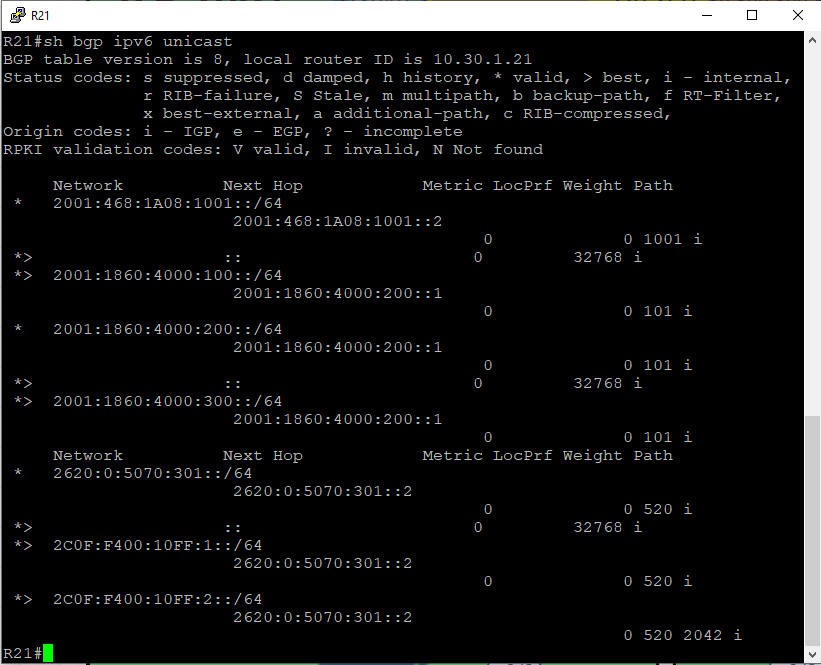 R21
R21#sh bgp ipv6 unicast
BGP table version is 8, local router ID is 10.30.1.21
Status codes: s suppressed, d damped, h history, * valid, > best, i - internal,
              r RIB-failure, S Stale, m multipath, b backup-path, f RT-Filter,
              x best-external, a additional-path, c RIB-compressed,
Origin codes: i - IGP, e - EGP, ? - incomplete
RPKI validation codes: V valid, I invalid, N Not found

     Network          Next Hop            Metric LocPrf Weight Path
 *   2001:468:1A08:1001::/64
                       2001:468:1A08:1001::2
                                                0             0 1001 i
 *>                   ::                       0         32768 i
 *>  2001:1860:4000:100::/64
                       2001:1860:4000:200::1
                                                0             0 101 i
 *   2001:1860:4000:200::/64
                       2001:1860:4000:200::1
                                                0             0 101 i
 *>                   ::                       0         32768 i
 *>  2001:1860:4000:300::/64
                       2001:1860:4000:200::1
                                                0             0 101 i
     Network          Next Hop            Metric LocPrf Weight Path
 *   2620:0:5070:301::/64
                       2620:0:5070:301::2
                                                0             0 520 i
 *>                   ::                       0         32768 i
 *>  2C0F:F400:10FF:1::/64
                       2620:0:5070:301::2
                                                0             0 520 i
 *>  2C0F:F400:10FF:2::/64
                       2620:0:5070:301::2
                                                              0 520 2042 i
R21#